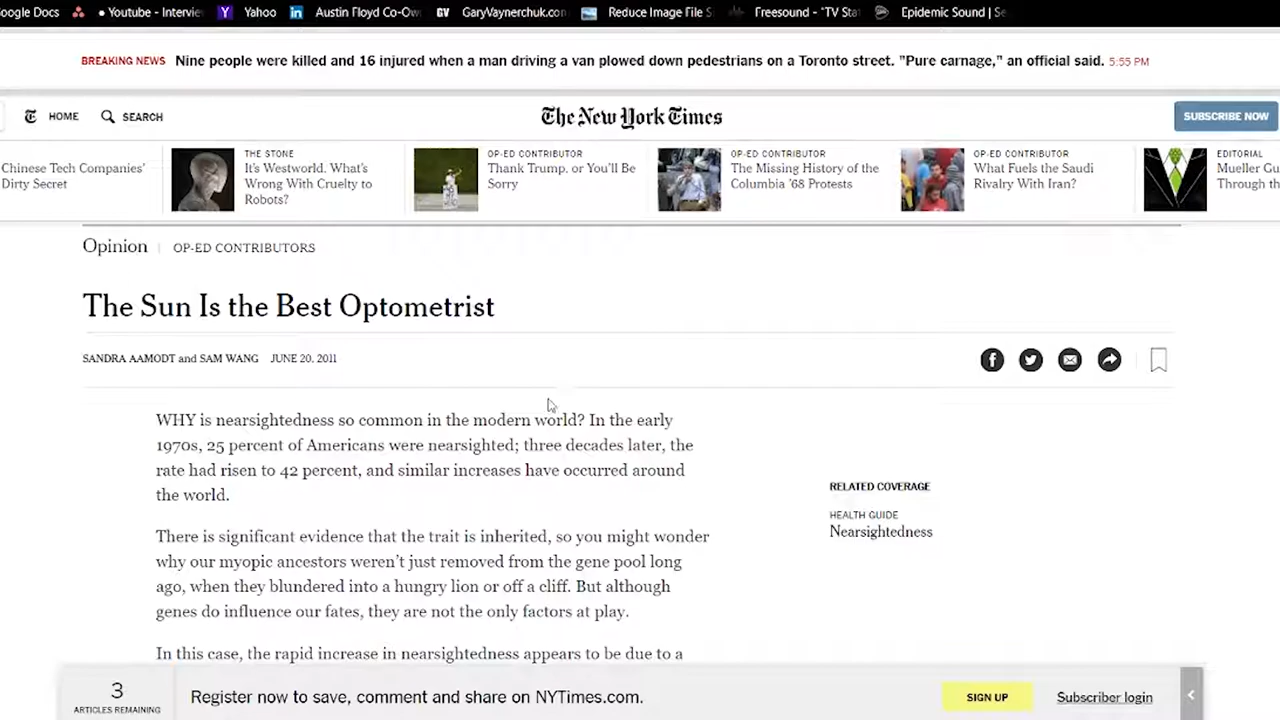 oogle Docs Youtube - Intervie Yahoo Austin Floyd Co-Ow GaryVaynerchuk.com Reduce Image File S Freesound - "TV Sta Epidemic Sound | Se
BREAKING NEWS Nine people were killed and 16 injured when a man driving a van plowed down pedestrians on a Toronto street. "Pure carnage," an official said. 5:55 PM
HOME SEARCH The New York Times SUBSCRIBE NOW
Chinese Tech Companies'
Dirty Secret
THE STONE
It's Westworld. What's
Wrong With Cruelty to
Robots?
OP-ED CONTRIBUTOR
Thank Trump, or You'll Be
Sorry
OP-ED CONTRIBUTOR
The Missing History of the
Columbia '68 Protests
OP-ED CONTRIBUTOR
What Fuels the Saudi
Rivalry With Iran?
EDITORIAL
Mueller Gu
Through th
Opinion | OP-ED CONTRIBUTORS
The Sun Is the Best Optometrist
SANDRA AAMODT and SAM WANG JUNE 20, 2011
WHY is nearsightedness so common in the modern world? In the early
1970s, 25 percent of Americans were nearsighted; three decades later, the
rate had risen to 42 percent, and similar increases have occurred around
the world.
There is significant evidence that the trait is inherited, so you might wonder
why our myopic ancestors weren't just removed from the gene pool long
ago, when they blundered into a hungry lion or off a cliff. But although
genes do influence our fates, they are not the only factors at play.
In this case, the rapid increase in nearsightedness appears to be due to a
RELATED COVERAGE
HEALTH GUIDE
Nearsightedness
3
ARTICLES REMAINING
Register now to save, comment and share on NYTimes.com.
SIGN UP
Subscriber login